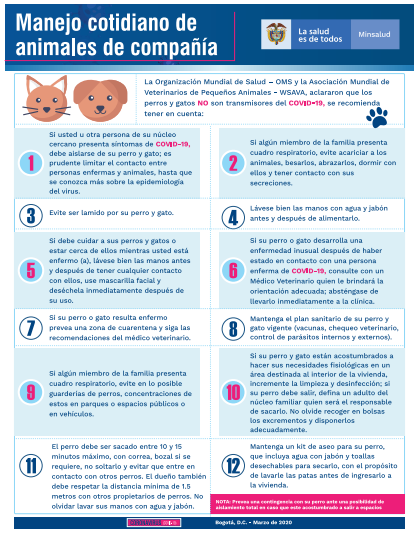 Manejo cotidiano de
animales de compañía
La salud
es de todos
Minsalud
La Organización Mundial de Salud – OMS y la Asociación Mundial de
Veterinarios de Pequeños Animales - WSAVA, aclararon que los
perros y gatos NO son transmisores del COVID-19, se recomienda
tener en cuenta:
1
Si usted u otra persona de su núcleo
cercano presenta síntomas de COVID-19,
debe aislarse de su perro y gato; es
prudente limitar el contacto entre
personas enfermas y animales, hasta que
se conozca más sobre la epidemiología
del virus.
2
Si algún miembro de la familia presenta
cuadro respiratorio, evite acariciar a los
animales, besarlos, abrazarlos, dormir con
ellos y tener contacto con sus
secreciones.
3
Evite ser lamido por su perro y gato.
4
Lávese bien las manos con agua y jabón
antes y después de alimentarlo.
5
Si debe cuidar a sus perros y gatos o
estar cerca de ellos mientras usted está
enfermo (a), lávese bien las manos antes
y después de tener cualquier contacto
con ellos, use mascarilla facial y
deséchela inmediatamente después de
su uso.
6
Si su perro o gato desarrolla una
enfermedad inusual después de haber
estado en contacto con una persona
enferma de COVID-19, consulte con un
Médico Veterinario quien le brindará la
orientación adecuada; absténgase de
llevarlo inmediatamente a la clínica.
7
Si su perro o gato resulta enfermo
prevea una zona de cuarentena y siga las
recomendaciones del médico veterinario.
8
Mantenga el plan sanitario de su perro y
gato vigente (vacunas, chequeo veterinario,
control de parásitos internos y externos).
9
Si algún miembro de la familia presenta
cuadro respiratorio, evite en lo posible
guarderías de perros, concentraciones de
estos en parques o espacios públicos o
en vehículos.
10
Si su perro y gato están acostumbrados a
hacer sus necesidades fisiológicas en un
área destinada al interior de la vivienda,
incremente la limpieza y desinfección; si
su perro debe salir, defina un adulto del
núcleo familiar quien será el responsable
de sacarlo. No olvide recoger en bolsas
los excrementos y disponerlos
adecuadamente.
11
El perro debe ser sacado entre 10 y 15
minutos máximo, con correa, bozal si se
requiere, no soltarlo y evitar que entre en
contacto con otros perros. El dueño también
debe respetar la distancia mínima de 1.5
metros con otros propietarios de perros. No
olvidar lavar sus manos con agua y jabón.
12
Mantenga un kit de aseo para su perro,
que incluya agua con jabón y toallas
desechables para secarlo, con el propósito
de lavarle las patas antes de ingresarlo a
la vivienda.
NOTA: Prevea una contingencia con su perro ante una posibilidad de
aislamiento total en caso que este acostumbrado a salir a espacios
CORONAVIRUS COVID-19
Bogotá, D.C. - Marzo de 2020